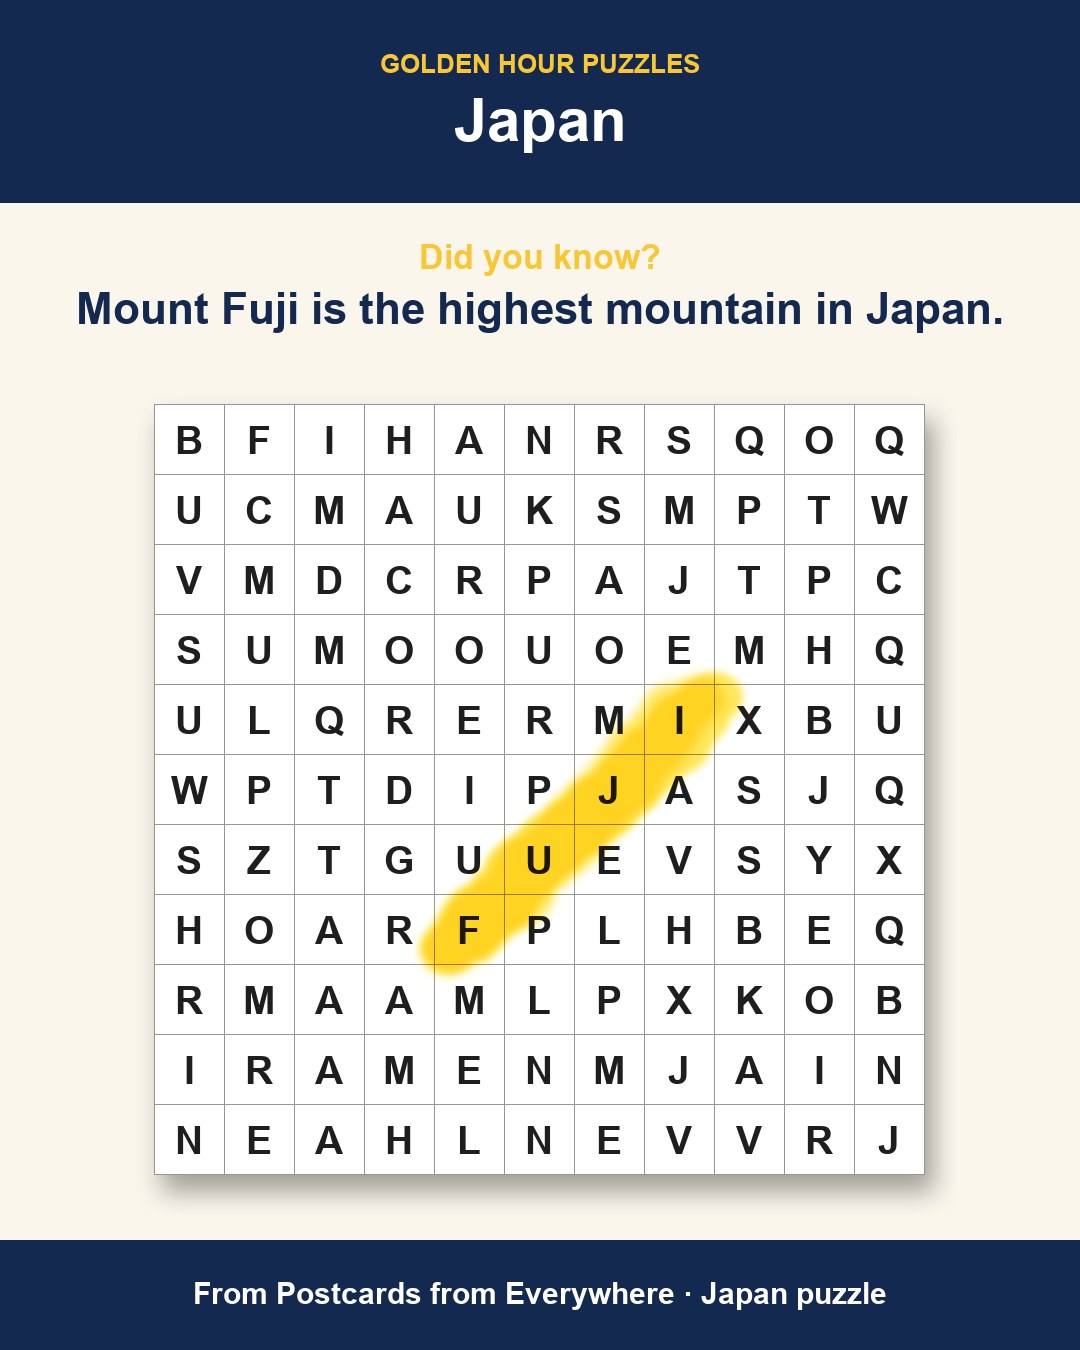 GOLDEN HOUR PUZZLES
Japan
Did you know?
Mount Fuji is the highest mountain in Japan.
B F I H A N R S Q O Q
U C M A U K S M P T W
V M D C R P A J T P C
S U M O O U O E M H Q
U L Q R E R M I X B U
W P T D I P J A S J Q
S Z T G U U E V S Y X
H O A R F P L H B E Q
R M A A M L P X K O B
I R A M E N M J A I N
N E A H L N E V V R J
From Postcards from Everywhere · Japan puzzle